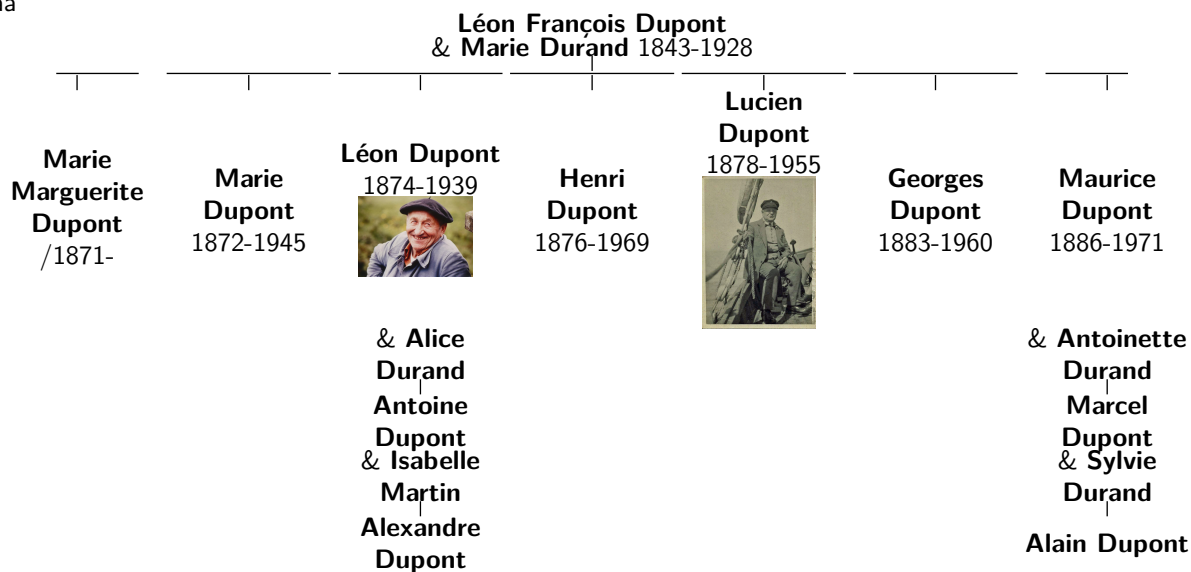 na
Léon François Dupont
& Marie Durand 1843-1928
Marie
Marguerite
Dupont
/1871-
Marie
Dupont
1872-1945
Léon Dupont
1874-1939
Henri
Dupont
1876-1969
Lucien
Dupont
1878-1955
Georges
Dupont
1883-1960
Maurice
Dupont
1886-1971
& Alice
Durand
Antoine
Dupont
& Isabelle
Martin
Alexandre
Dupont
& Antoinette
Durand
Marcel
Dupont
& Sylvie
Durand
Alain Dupont